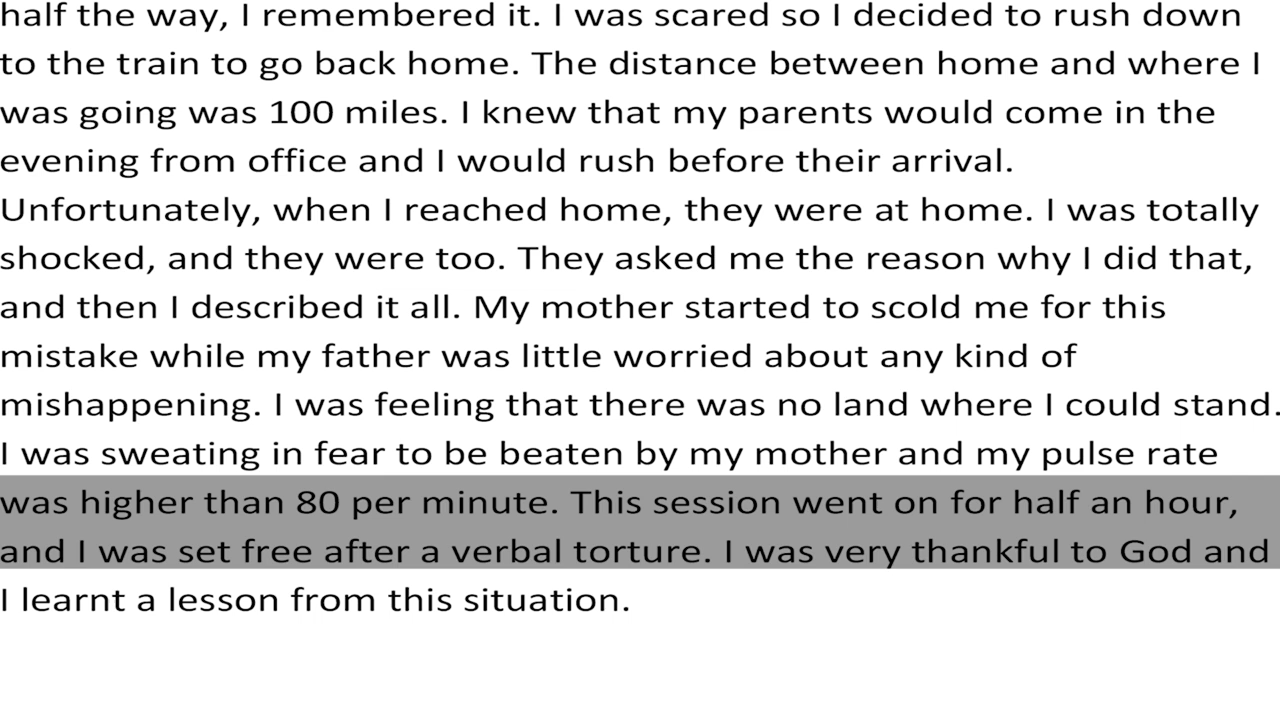 half the way, I remembered it. I was scared so I decided to rush down
to the train to go back home. The distance between home and where I
was going was 100 miles. I knew that my parents would come in the
evening from office and I would rush before their arrival.
Unfortunately, when I reached home, they were at home. I was totally
shocked, and they were too. They asked me the reason why I did that,
and then I described it all. My mother started to scold me for this
mistake while my father was little worried about any kind of
mishappening. I was feeling that there was no land where I could stand.
I was sweating in fear to be beaten by my mother and my pulse rate
was higher than 80 per minute. This session went on for half an hour,
and I was set free after a verbal torture. I was very thankful to God and
I learnt a lesson from this situation.